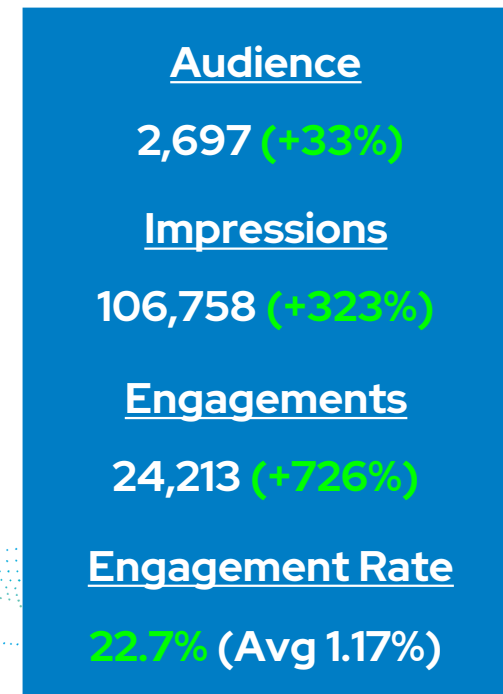 Audience
2,697 (+33%)
Impressions
106,758 (+323%)
Engagements
24,213 (+726%)
Engagement Rate
22.7% (Avg 1.17%)